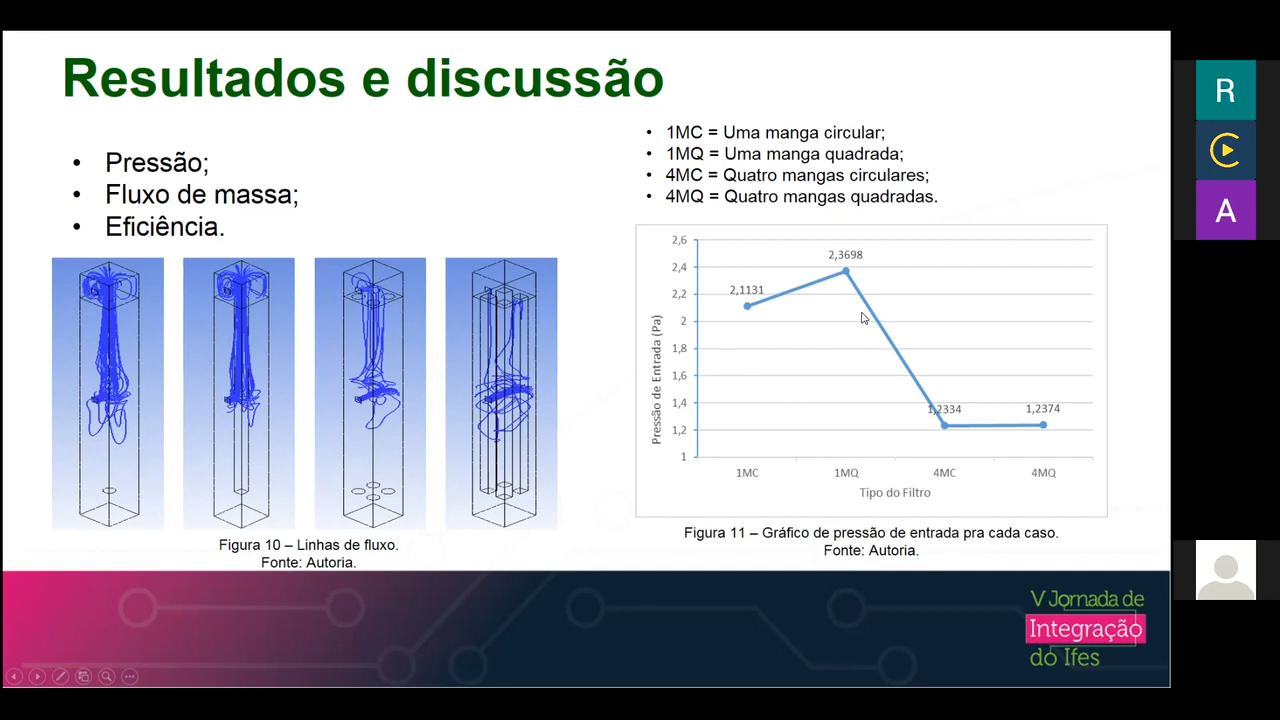 Resultados e discussão
• Pressão;
• Fluxo de massa;
• Eficiência.
• 1MC = Uma manga circular;
• 1MQ = Uma manga quadrada;
• 4MC = Quatro mangas circulares;
• 4MQ = Quatro mangas quadradas.
Figura 10 – Linhas de fluxo.
Fonte: Autoria.
Pressão de Entrada (Pa)
2,6
2,4
2,2
2
1,8
1,6
1,4
1,2
1
2,1131
2,3698
1,2334
1,2374
1MC 1MQ 4MC 4MQ
Tipo do Filtro
Figura 11 – Gráfico de pressão de entrada pra cada caso.
Fonte: Autoria.
V Jornada de
Integração
do Ifes
R
C
A